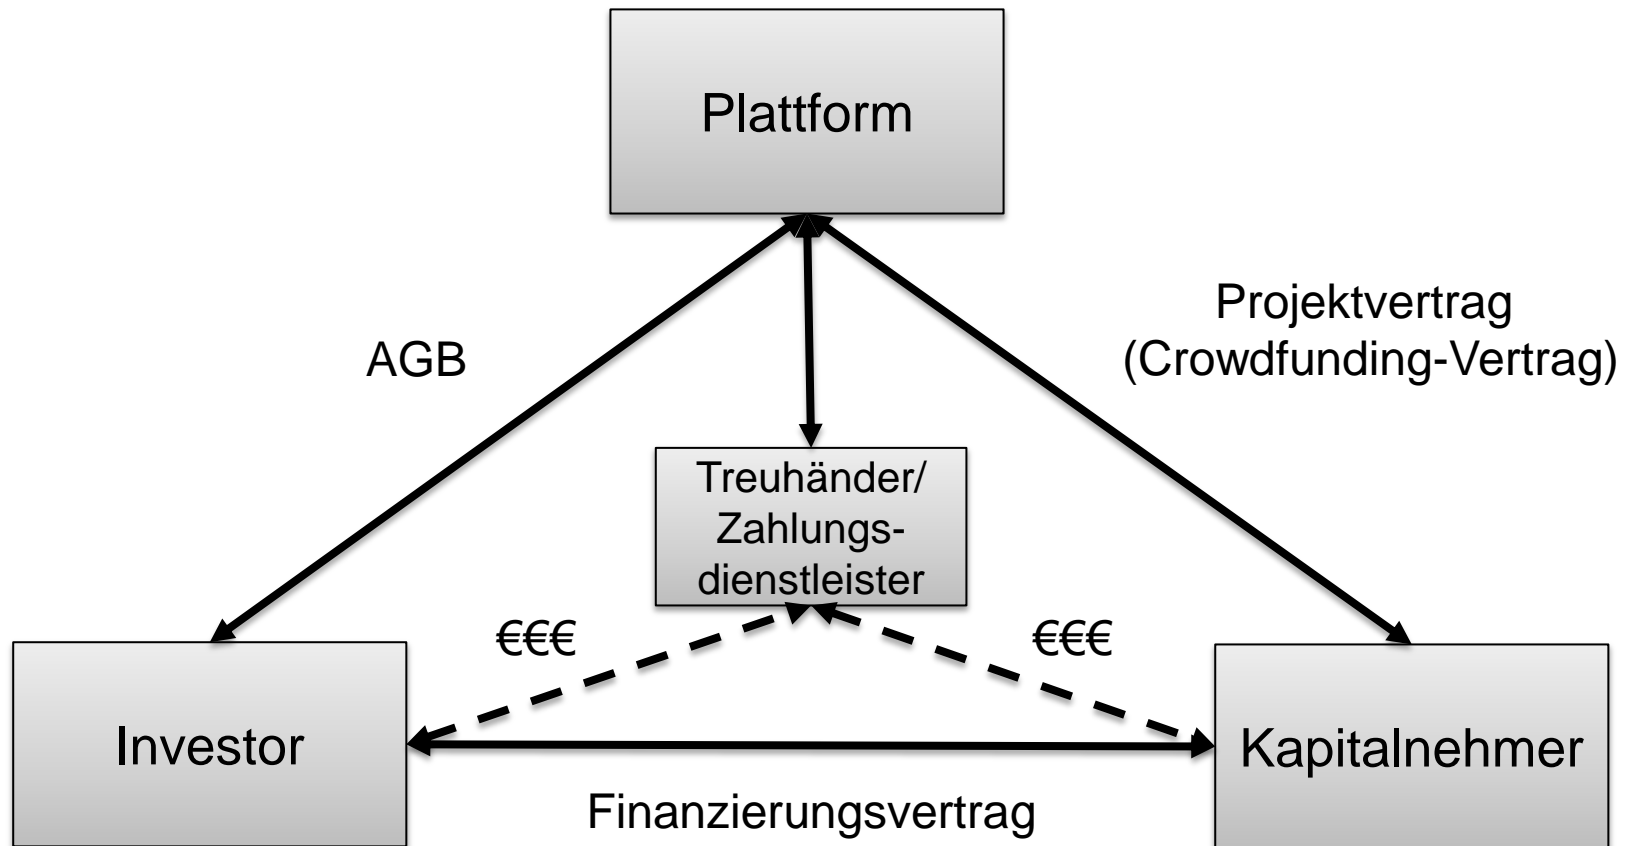 Plattform
Projektvertrag
(Crowdfunding-Vertrag)
AGB
Treuhänder/
Zahlungs-
dienstleister
€€€
€€€
Investor
Kapitalnehmer
Finanzierungsvertrag